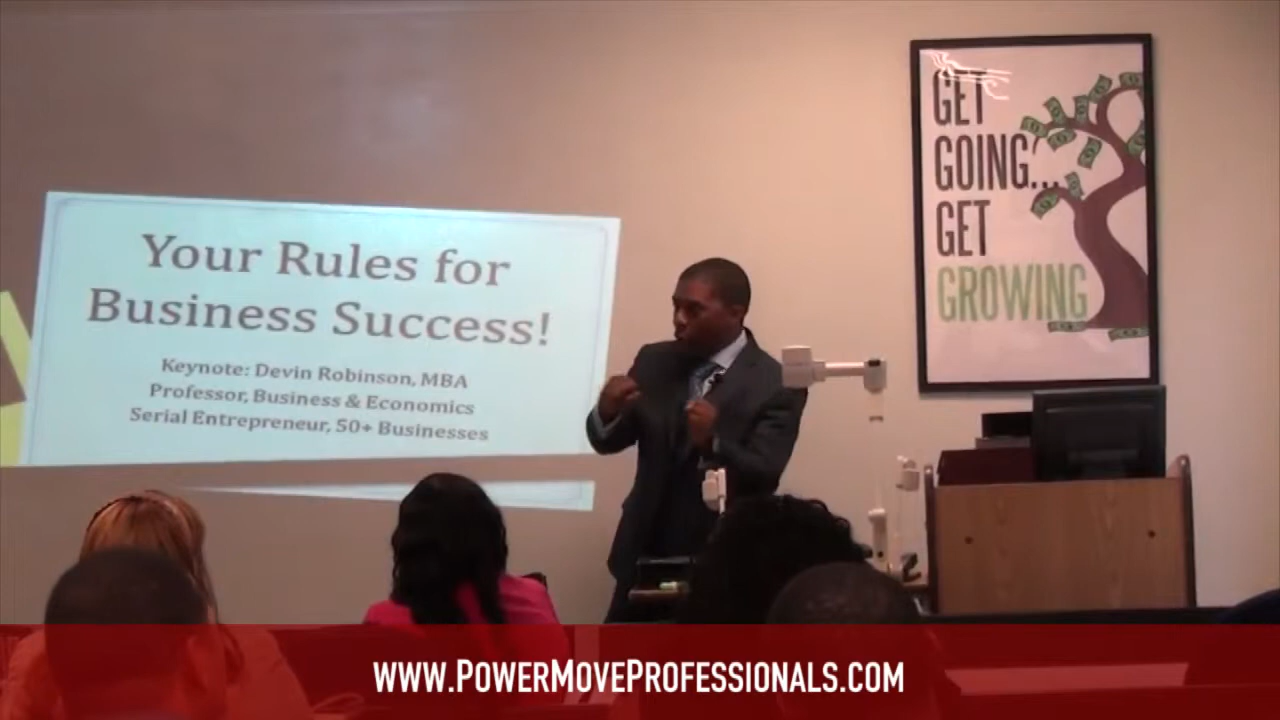 Your Rules for
Business Success!
Keynote: Devin Robinson, MBA
Professor, Business & Economics
Serial Entrepreneur, 50+ Businesses
GET
GOING...
GET
GROWING
WWW.POWERMOVEPROFESSIONALS.COM